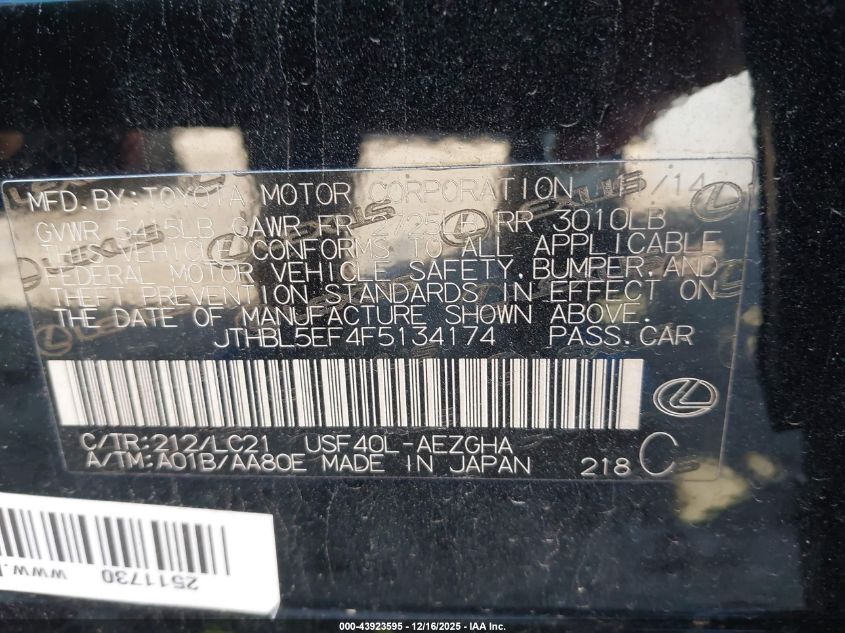 MFD. BY: TOYOTA MOTOR CORPORATION /14
GVWR 5415LB GAWR FR 2725LB RR 3010LB
THIS VEHICLE CONFORMS TO ALL APPLICABLE
FEDERAL MOTOR VEHICLE SAFETY, BUMPER, AND
THEFT PREVENTION STANDARDS IN EFFECT ON
THE DATE OF MANUFACTURE SHOWN ABOVE.
JTHBL5EF4F5134174 PASS. CAR
C/TR: 212/LC21 USF40L-AEZGHA
A/TM: A01B/AA80E MADE IN JAPAN 218 C
2511730
www.
000-43923595 - 12/16/2025 - IAA Inc.